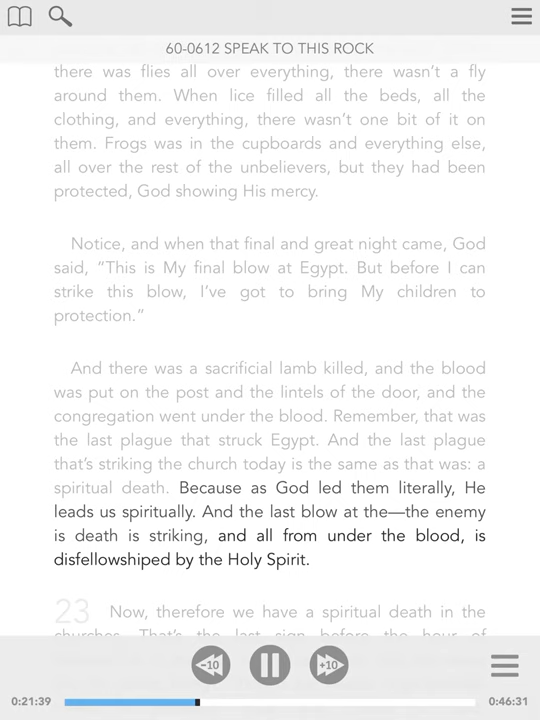 60-0612 SPEAK TO THIS ROCK
there was flies all over everything, there wasn't a fly
around them. When lice filled all the beds, all the
clothing, and everything, there wasn't one bit of it on
them. Frogs was in the cupboards and everything else,
all over the rest of the unbelievers, but they had been
protected, God showing His mercy.
Notice, and when that final and great night came, God
said, “This is My final blow at Egypt. But before I can
strike this blow, I've got to bring My children to
protection.”
And there was a sacrificial lamb killed, and the blood
was put on the post and the lintels of the door, and the
congregation went under the blood. Remember, that was
the last plague that struck Egypt. And the last plague
that's striking the church today is the same as that was: a
spiritual death. Because as God led them literally, He
leads us spiritually. And the last blow at the—the enemy
is death is striking, and all from under the blood, is
disfellowshiped by the Holy Spirit.
23 Now, therefore we have a spiritual death in the
churches. That's the last sign before the hour of
-10
+10
0:21:39
0:46:31